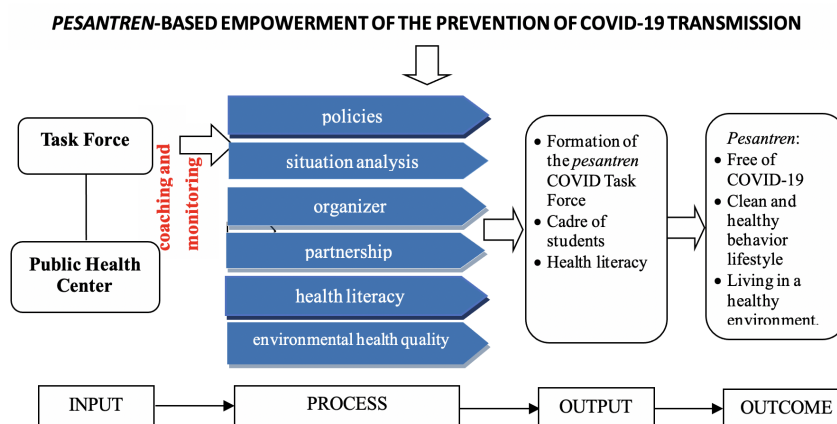 PESANTREN-BASED EMPOWERMENT OF THE PREVENTION OF COVID-19 TRANSMISSION
Task Force
Public Health
Center
coaching and
monitoring
policies
situation analysis
organizer
partnership
health literacy
environmental health quality
• Formation of
the pesantren
COVID Task
Force
• Cadre of
students
• Health literacy
Pesantren:
• Free of
COVID-19
• Clean and
healthy
behavior
lifestyle
• Living in a
healthy
environment.
INPUT
PROCESS
OUTPUT
OUTCOME